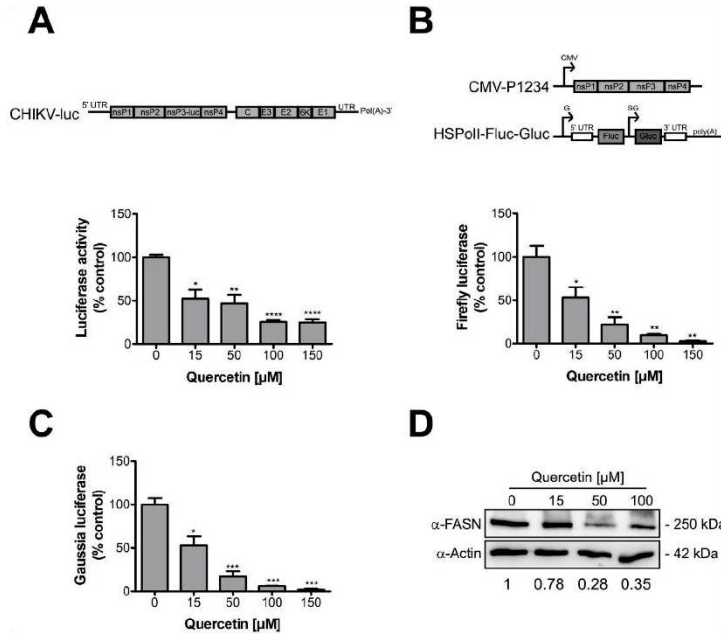 A
5' UTR
UTR
CHIKV-luc
nsP1 nsP2 nsP3-luc nsP4 C E3 E2 6K E1
Pol(A)-3'
Luciferase activity
(% control)
150
100
50
0
* ** **** ****
0 15 50 100 150
Quercetin [µM]
B
CMV
CMV-P1234
nsP1 nsP2 nsP3 nsP4
G SG
5' UTR 3' UTR
HSPolI-Fluc-Gluc
Fluc Gluc
poly(A)
Firefly luciferase
(% control)
150
100
50
0
* ** ** **
0 15 50 100 150
Quercetin [µM]
C
Gaussia luciferase
(% control)
150
100
50
0
* *** *** ***
0 15 50 100 150
Quercetin [µM]
D
Quercetin [µM]
0 15 50 100
α-FASN - 250 kDa
α-Actin - 42 kDa
1 0.78 0.28 0.35